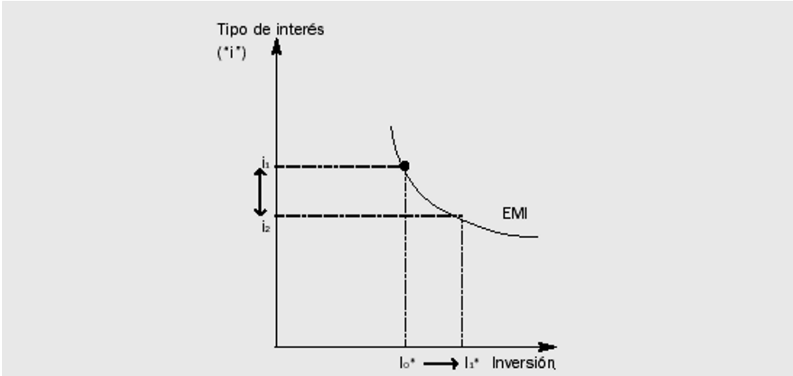 Tipo de interés
("i")
i₁
i₂
EMI
I₀* I₁* Inversión